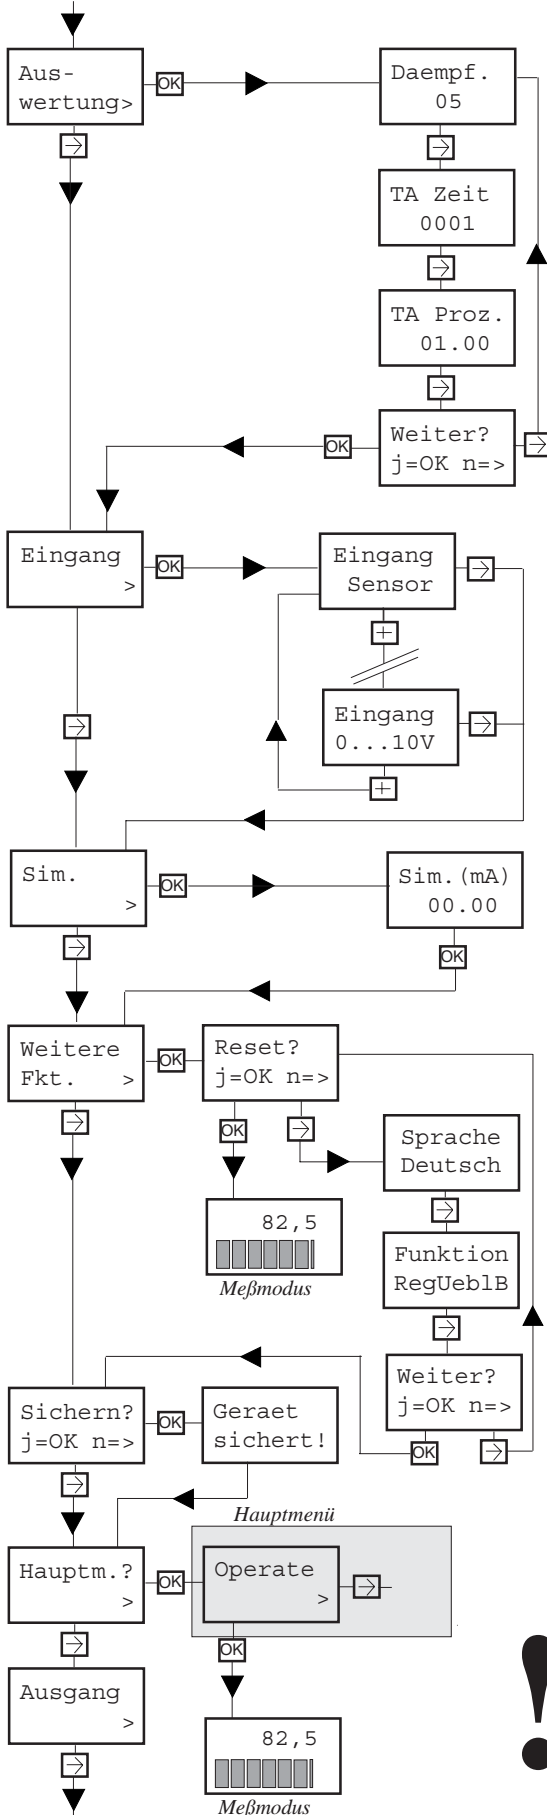 Aus-
wertung>
OK
Daempf.
05
TA Zeit
0001
TA Proz.
01.00
OK
Weiter?
j=OK n=>
Eingang
>
OK
Eingang
Sensor
+
Eingang
0...10V
+
Sim.
>
OK
Sim.(mA)
00.00
OK
Weitere
Fkt. >
OK
Reset?
j=OK n=>
OK
Sprache
Deutsch
82,5
Meßmodus
Funktion
RegUeblB
Weiter?
j=OK n=>
OK
Sichern?
j=OK n=>
OK
Geraet
sichert!
Hauptmenü
Hauptm.?
>
OK
Operate
>
OK
Ausgang
>
!
82,5
Meßmodus